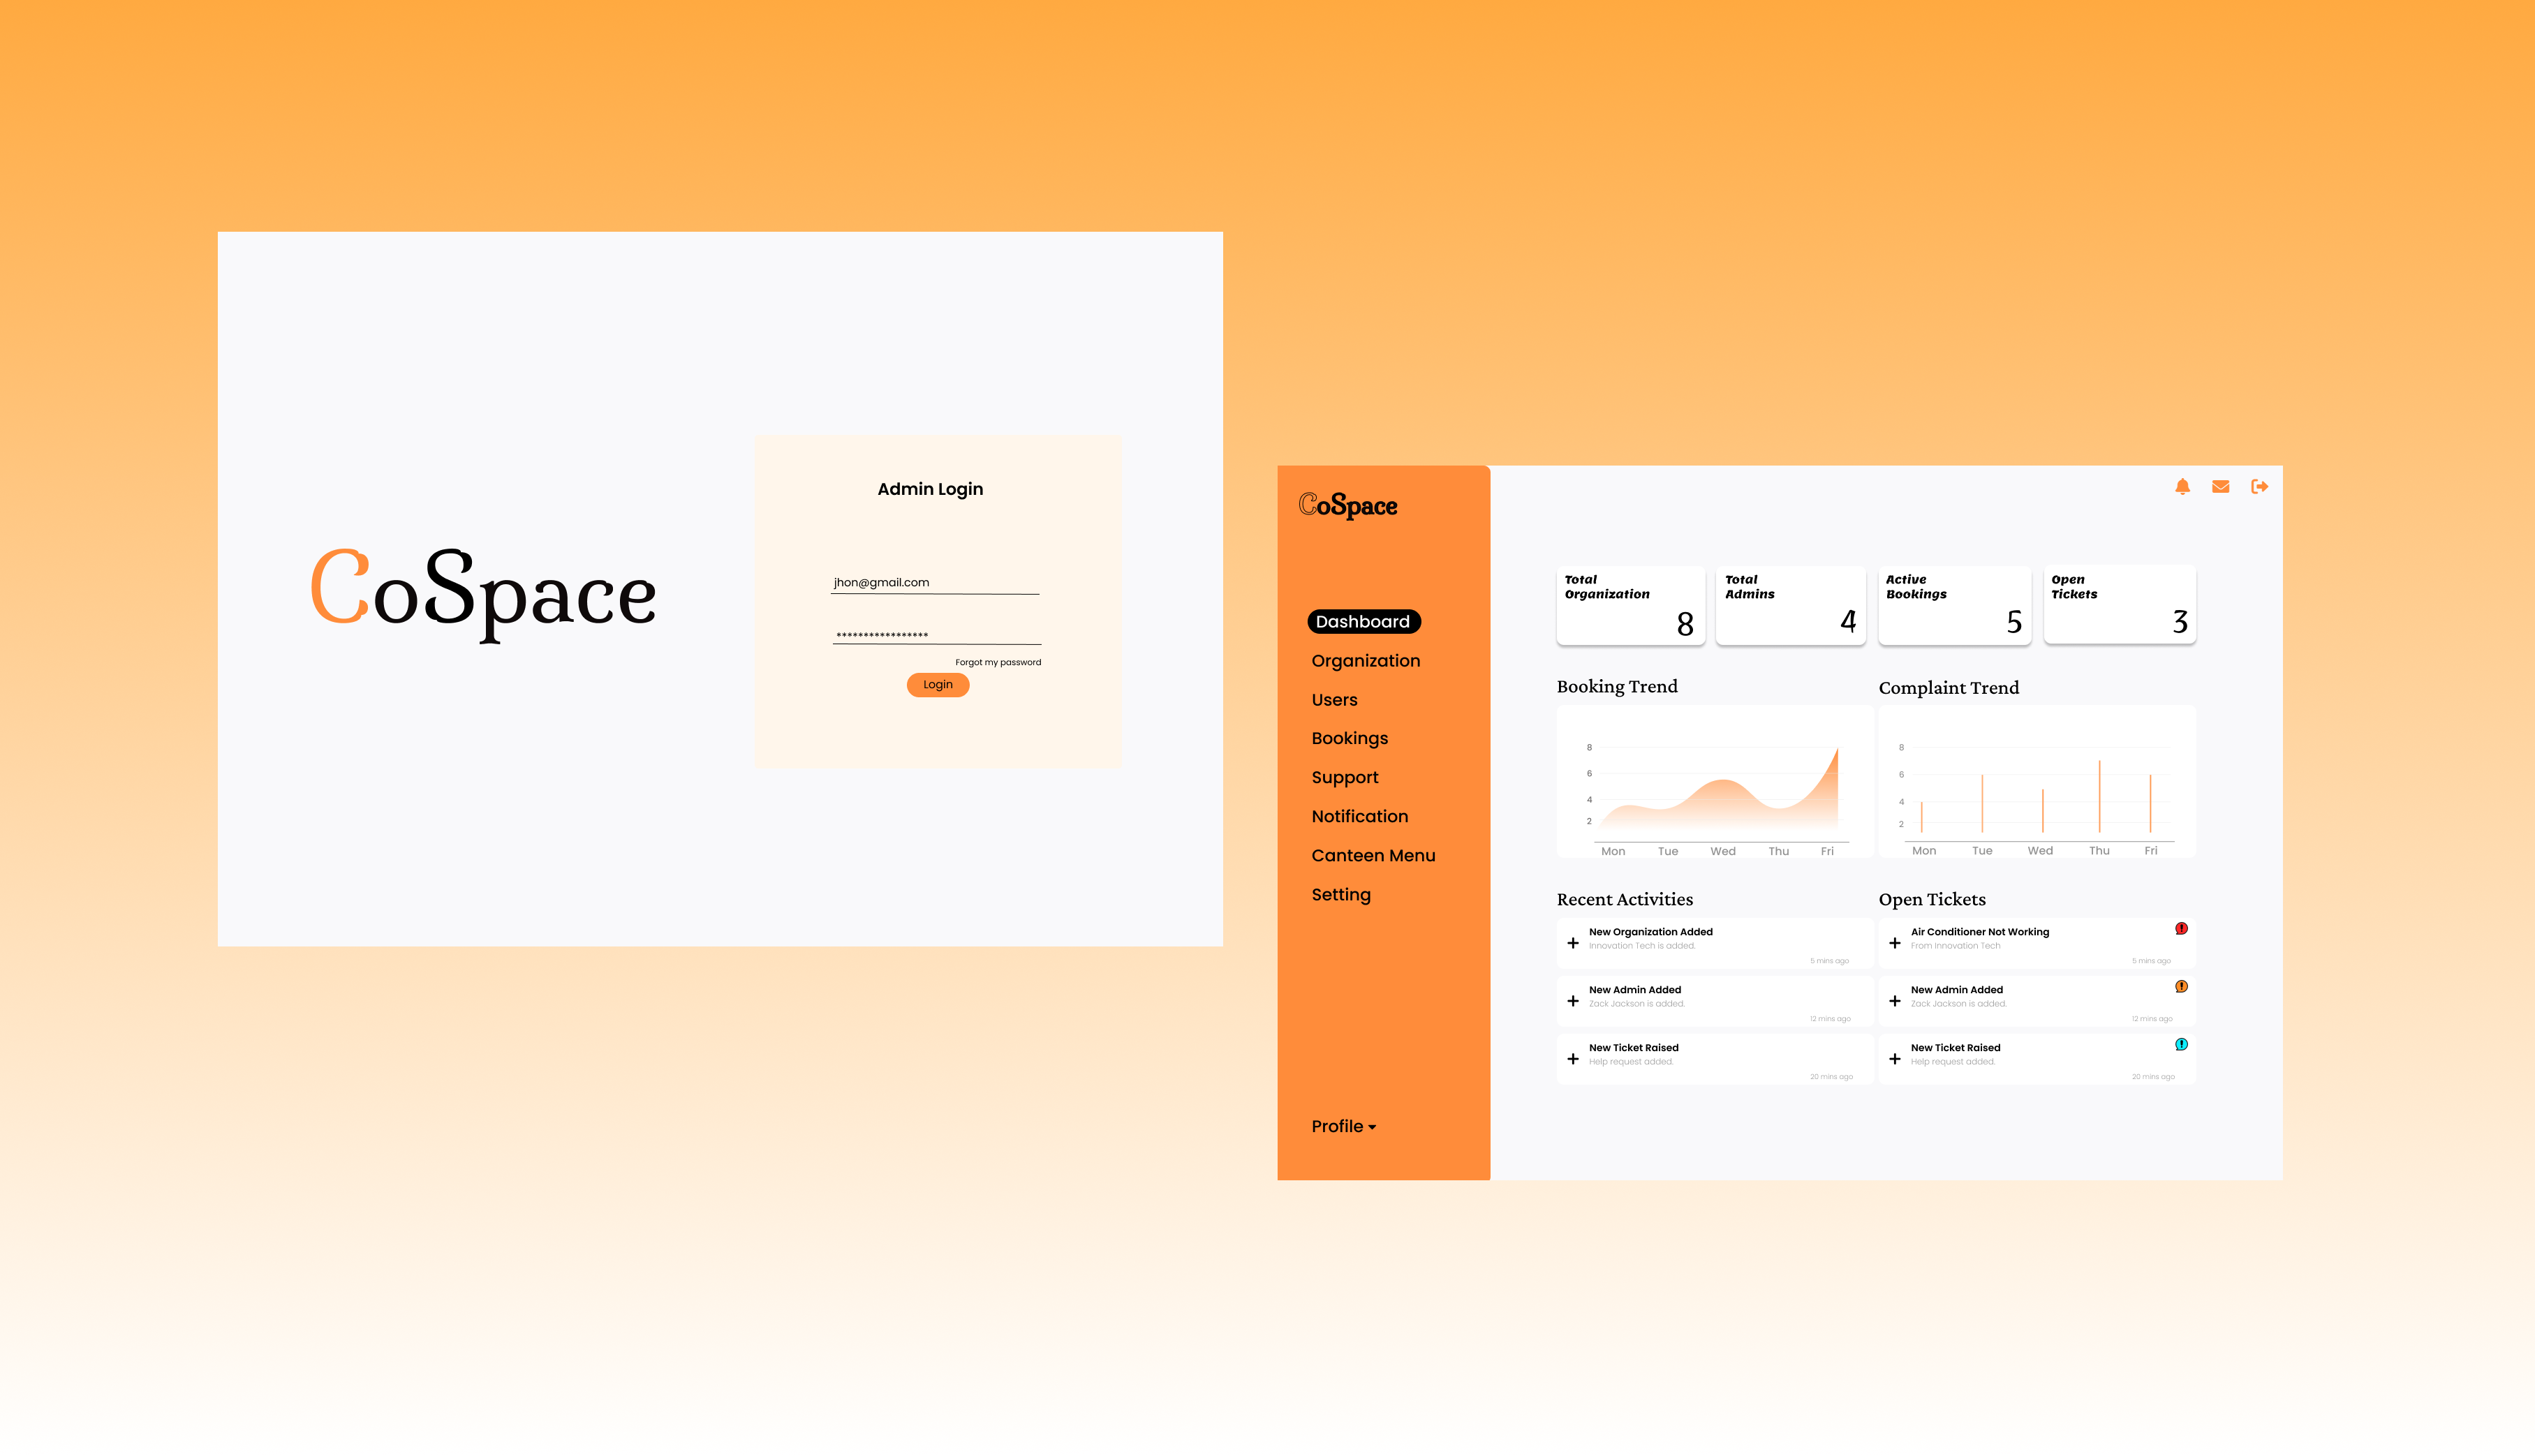 CoSpace
Admin Login
jhon@gmail.com
*****************
Forgot my password
Login
CoSpace
Dashboard
Organization
Users
Bookings
Support
Notification
Canteen Menu
Setting
Profile
Total
Organization
8
Total
Admins
4
Active
Bookings
5
Open
Tickets
3
Booking Trend
8
6
4
2
Mon Tue Wed Thu Fri
Complaint Trend
8
6
4
2
Mon Tue Wed Thu Fri
Recent Activities
New Organization Added
Innovation Tech is added.
5 mins ago
New Admin Added
Zack Jackson is added.
12 mins ago
New Ticket Raised
Help request added.
20 mins ago
Open Tickets
Air Conditioner Not Working
From Innovation Tech
5 mins ago
New Admin Added
Zack Jackson is added.
12 mins ago
New Ticket Raised
Help request added.
20 mins ago